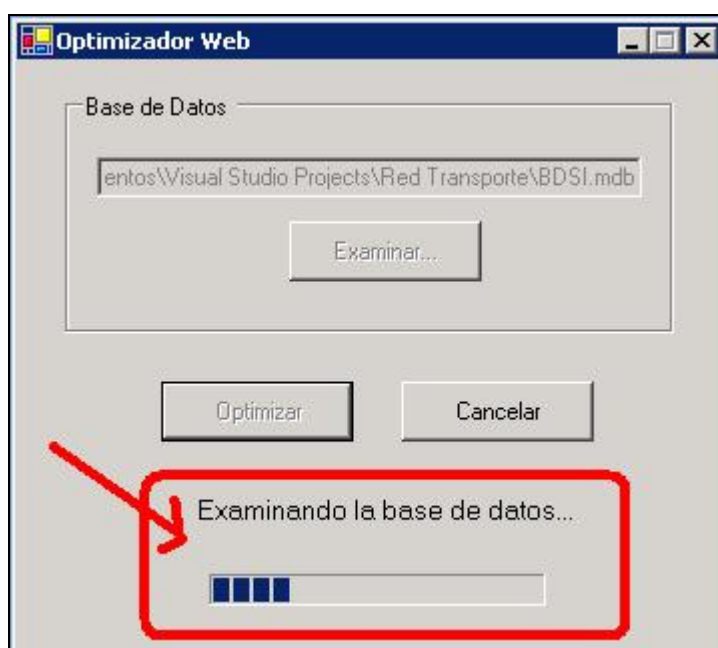 Optimizador Web
Base de Datos
entos\Visual Studio Projects\Red Transporte\BDSI.mdb
Examinar...
Optimizar
Cancelar
Examinando la base de datos...